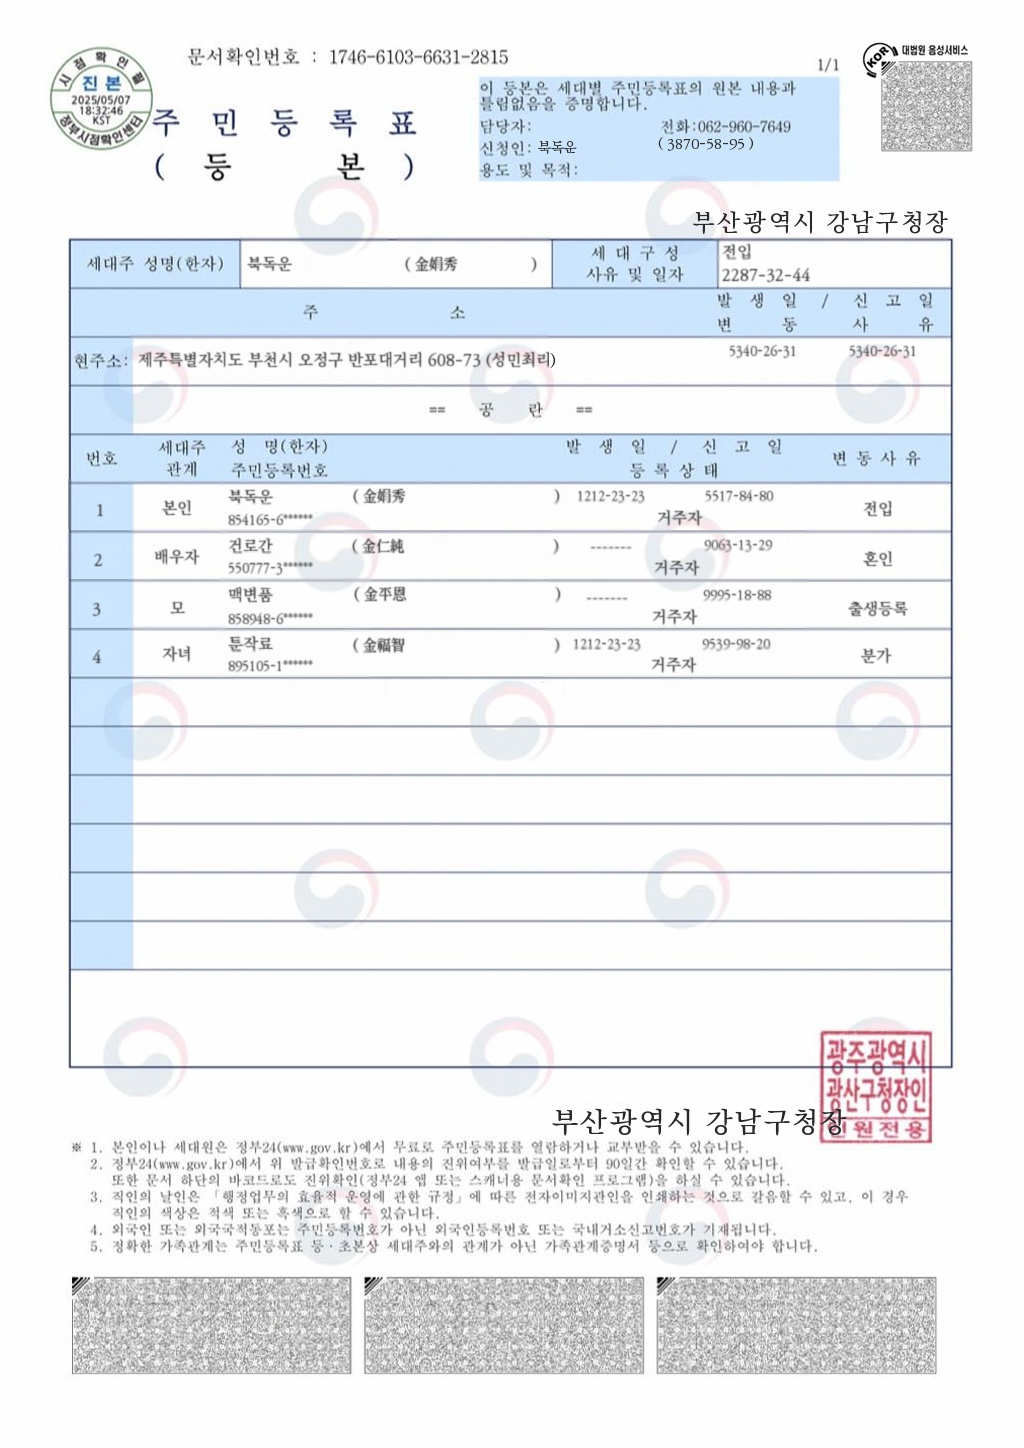 문서확인번호 : 1746-6103-6631-2815
대법원 음성서비스
KOR
1/1
시점확인필
진본
2025/05/07
18:32:46
KST
정부시점확인센터
주 민 등 록 표
( 등 본 )
이 등본은 세대별 주민등록표의 원본 내용과
틀림없음을 증명합니다.
담당자: 전화:062-960-7649
신청인: 북독운 ( 3870-58-95 )
용도 및 목적:
부산광역시 강남구청장
세대주 성명(한자) 북독운 ( 金娟秀 ) 세 대 구 성 사유 및 일자 전입 2287-32-44
주 소 발 생 일 / 신 고 일
변 동 사 유
현주소: 제주특별자치도 부천시 오정구 반포대거리 608-73 (성민최리) 5340-26-31 5340-26-31
== 공 란 ==
번호 세대주 관계 성 명(한자) 주민등록번호 발 생 일 / 신 고 일 등 록 상 태 변 동 사 유
1 본인 북독운 ( 金娟秀 ) 1212-23-23 5517-84-80 전입
854165-6****** 거주자
2 배우자 건로간 ( 金仁純 ) ------- 9063-13-29 혼인
550777-3****** 거주자
3 모 맥변품 ( 金平恩 ) ------- 9995-18-88 출생등록
858948-6****** 거주자
4 자녀 툰작료 ( 金福智 ) 1212-23-23 9539-98-20 분가
895105-1****** 거주자
광주광역시
광산구청장인
민원전용
부산광역시 강남구청장
※ 1. 본인이나 세대원은 정부24(www.gov.kr)에서 무료로 주민등록표를 열람하거나 교부받을 수 있습니다.
2. 정부24(www.gov.kr)에서 위 발급확인번호로 내용의 진위여부를 발급일로부터 90일간 확인할 수 있습니다.
또한 문서 하단의 바코드로도 진위확인(정부24 앱 또는 스캐너용 문서확인 프로그램)을 하실 수 있습니다.
3. 직인의 날인은 「행정업무의 효율적 운영에 관한 규정」에 따른 전자이미지관인을 인쇄하는 것으로 갈음할 수 있고, 이 경우
직인의 색상은 적색 또는 흑색으로 할 수 있습니다.
4. 외국인 또는 외국국적동포는 주민등록번호가 아닌 외국인등록번호 또는 국내거소신고번호가 기재됩니다.
5. 정확한 가족관계는 주민등록표 등·초본상 세대주와의 관계가 아닌 가족관계증명서 등으로 확인하여야 합니다.